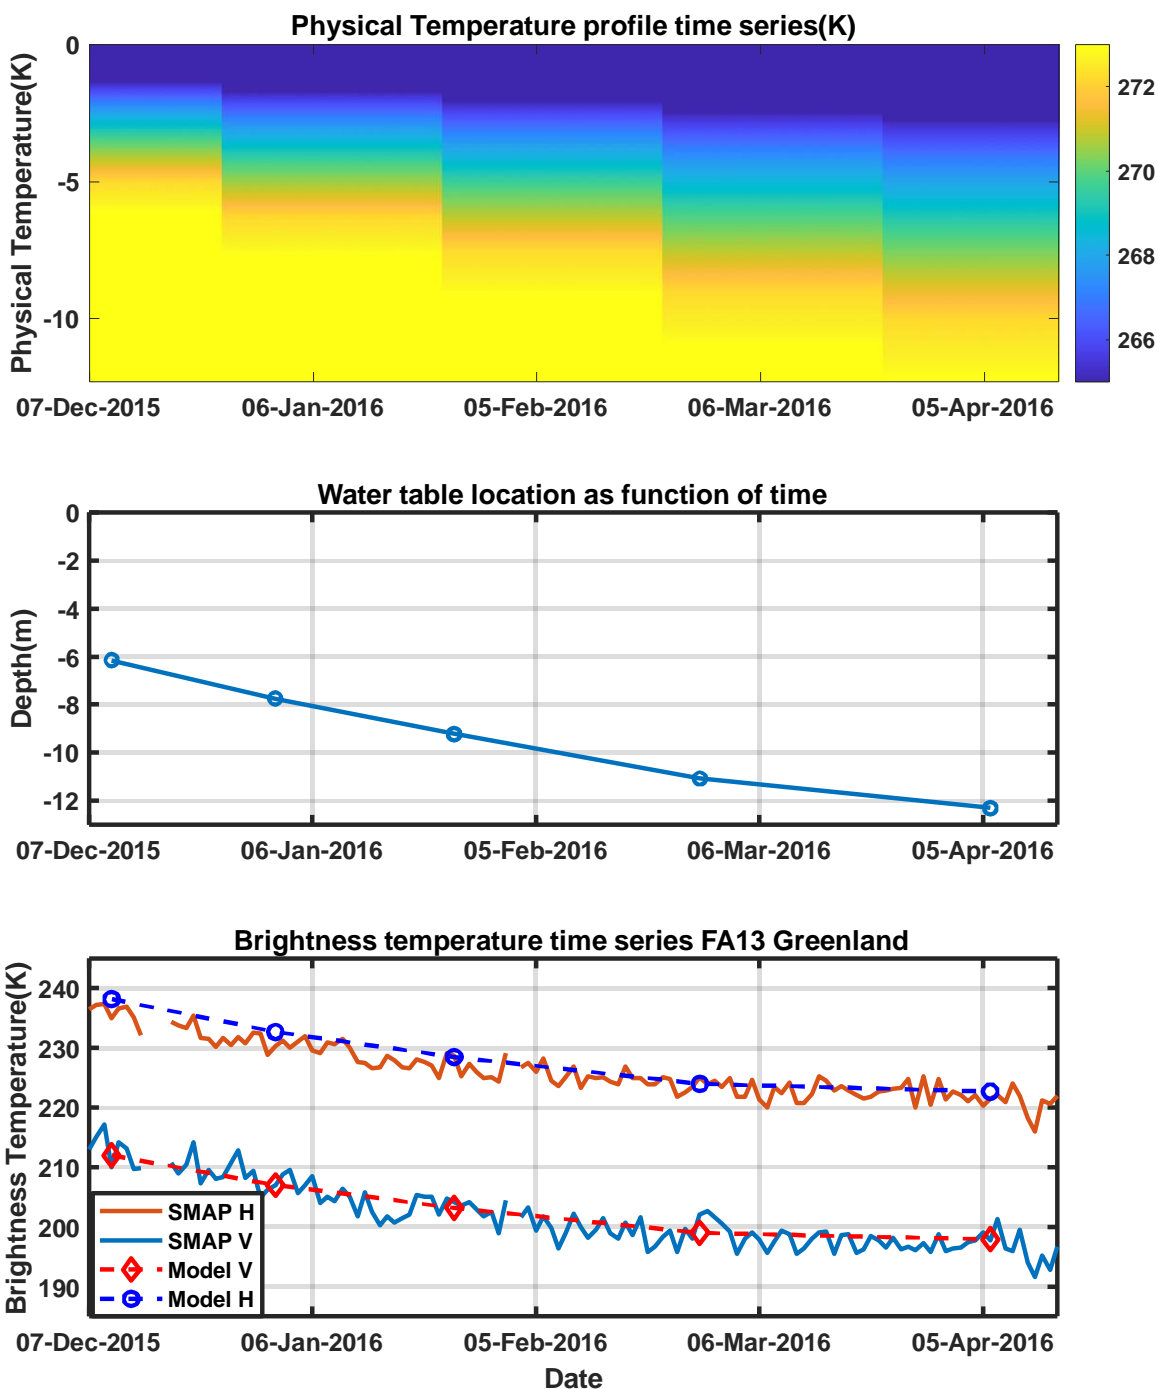 Physical Temperature profile time series(K)
Physical Temperature(K)
0
-5
-10
07-Dec-2015 06-Jan-2016 05-Feb-2016 06-Mar-2016 05-Apr-2016
272
270
268
266
Water table location as function of time
Depth(m)
0
-2
-4
-6
-8
-10
-12
07-Dec-2015 06-Jan-2016 05-Feb-2016 06-Mar-2016 05-Apr-2016
Brightness temperature time series FA13 Greenland
Brightness Temperature(K)
240
230
220
210
200
190
SMAP H
SMAP V
Model V
Model H
07-Dec-2015 06-Jan-2016 05-Feb-2016 06-Mar-2016 05-Apr-2016
Date